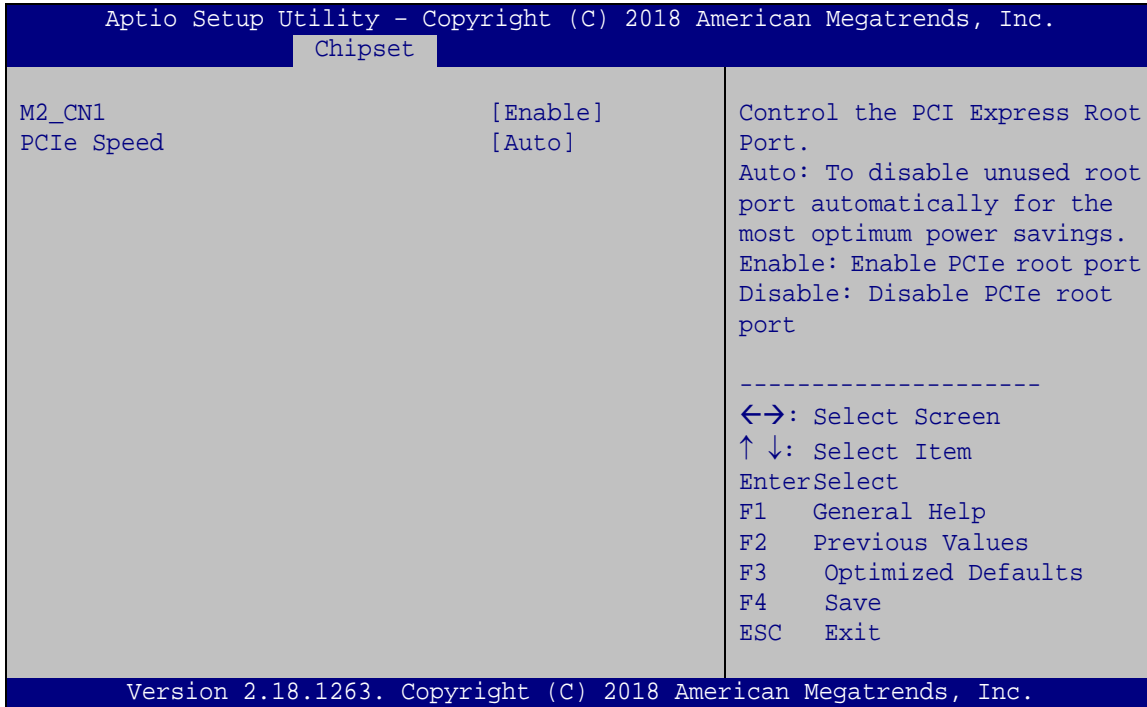 Aptio Setup Utility – Copyright (C) 2018 American Megatrends, Inc.
Chipset
M2_CN1 [Enable]
PCIe Speed [Auto]
Control the PCI Express Root
Port.
Auto: To disable unused root
port automatically for the
most optimum power savings.
Enable: Enable PCIe root port
Disable: Disable PCIe root
port
---------------------
←→: Select Screen
↑ ↓: Select Item
EnterSelect
F1 General Help
F2 Previous Values
F3 Optimized Defaults
F4 Save
ESC Exit
Version 2.18.1263. Copyright (C) 2018 American Megatrends, Inc.